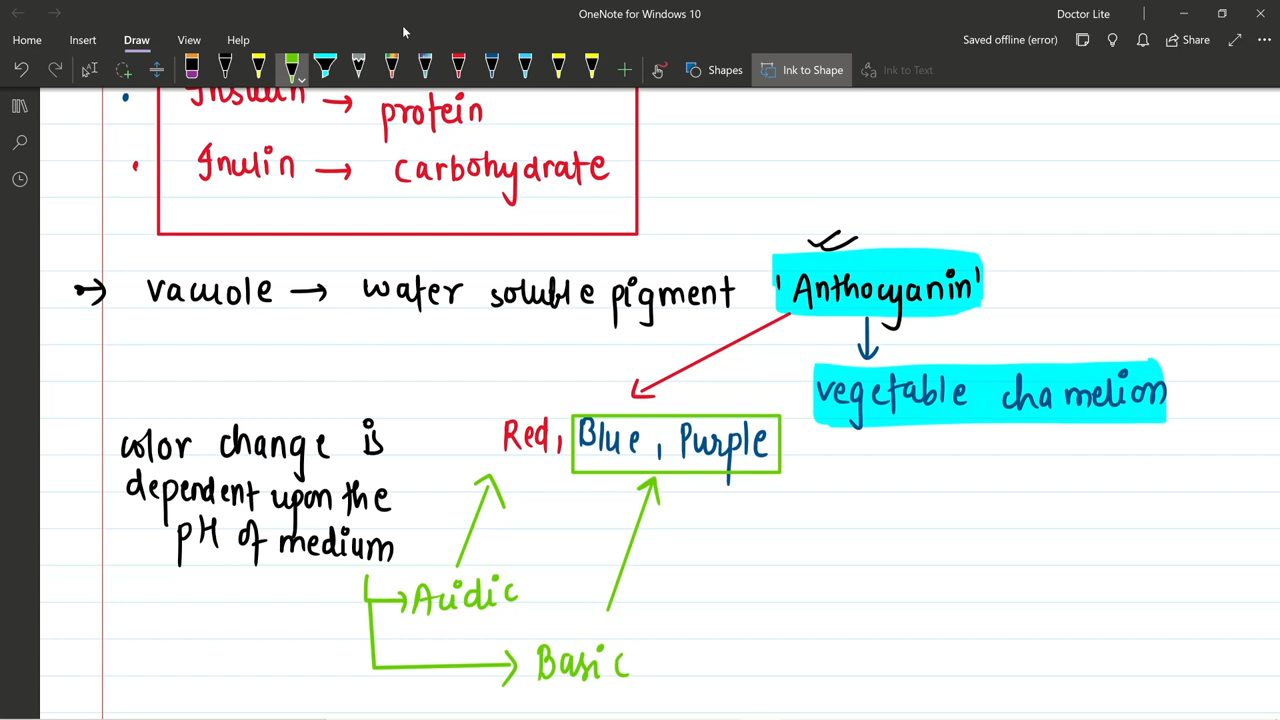 OneNote for Windows 10
Doctor Lite
Home Insert Draw View Help
Saved offline (error)
Share
Shapes
Ink to Shape
Ink to Text
Insulin → protein
Inulin → carbohydrate
vacuole → water soluble pigment 'Anthocyanin'
vegetable chamelion
Red, Blue, Purple
color change is
dependent upon the
pH of medium
Acidic
Basic